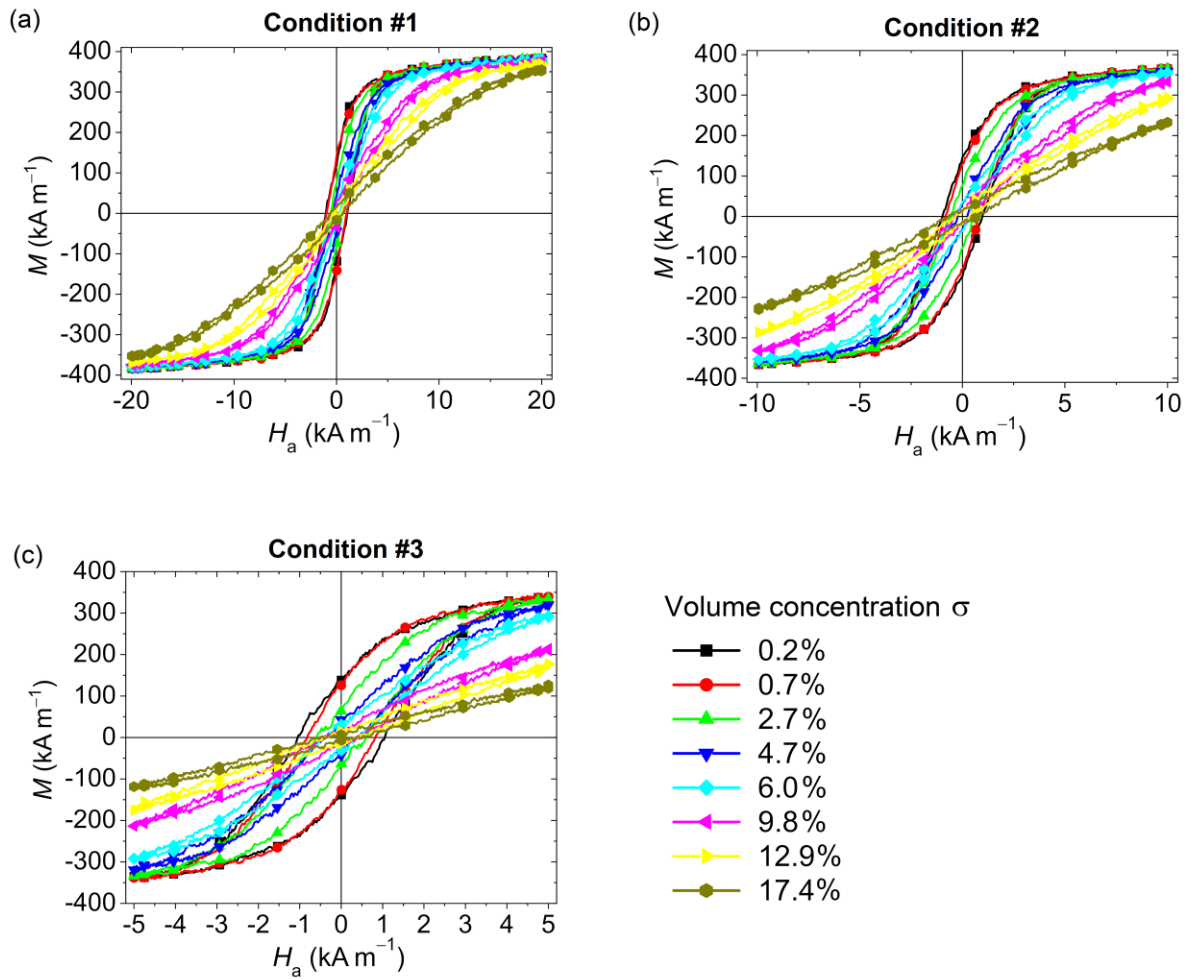 (a)
Condition #1
400
300
200
100
0
-100
-200
-300
-400
M (kA m⁻¹)
-20 -10 0 10 20
Hₐ (kA m⁻¹)
(b)
Condition #2
400
300
200
100
0
-100
-200
-300
-400
M (kA m⁻¹)
-10 -5 0 5 10
Hₐ (kA m⁻¹)
(c)
Condition #3
400
300
200
100
0
-100
-200
-300
-400
M (kA m⁻¹)
-5 -4 -3 -2 -1 0 1 2 3 4 5
Hₐ (kA m⁻¹)
Volume concentration σ
0.2%
0.7%
2.7%
4.7%
6.0%
9.8%
12.9%
17.4%